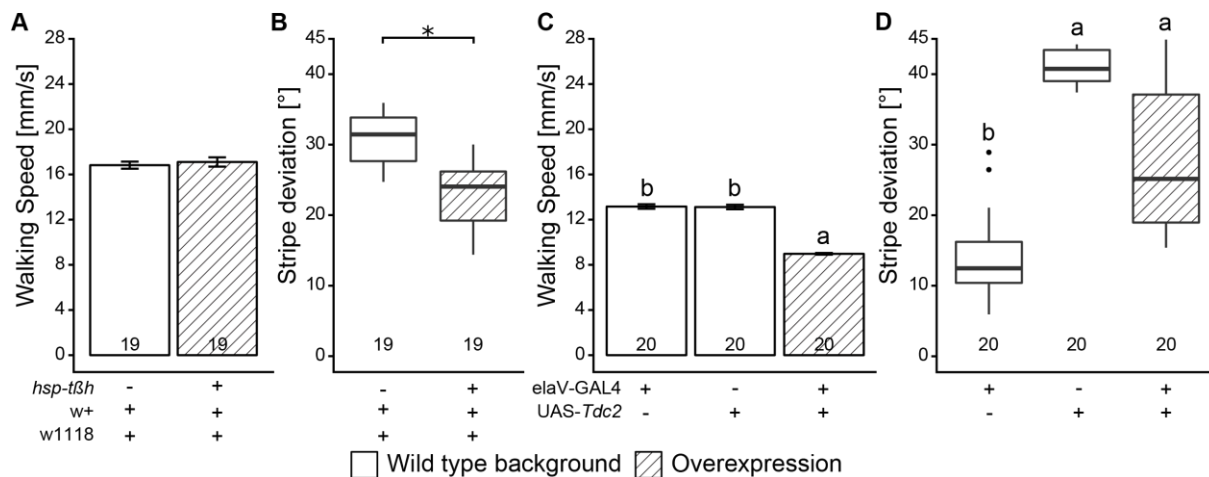 A
Walking Speed [mm/s]
28
24
20
16
12
8
4
0
19 19
B
Stripe deviation [°]
45
40
30
20
10
0
*
19 19
C
Walking Speed [mm/s]
28
24
20
16
12
8
4
0
b b a
20 20 20
D
Stripe deviation [°]
45
40
30
20
10
0
b a a
20 20 20
hsp-tßh - + - +
w+ + + + +
w1118 + + + +
elaV-GAL4 + - + + - +
UAS-Tdc2 - + + - + +
Wild type background Overexpression